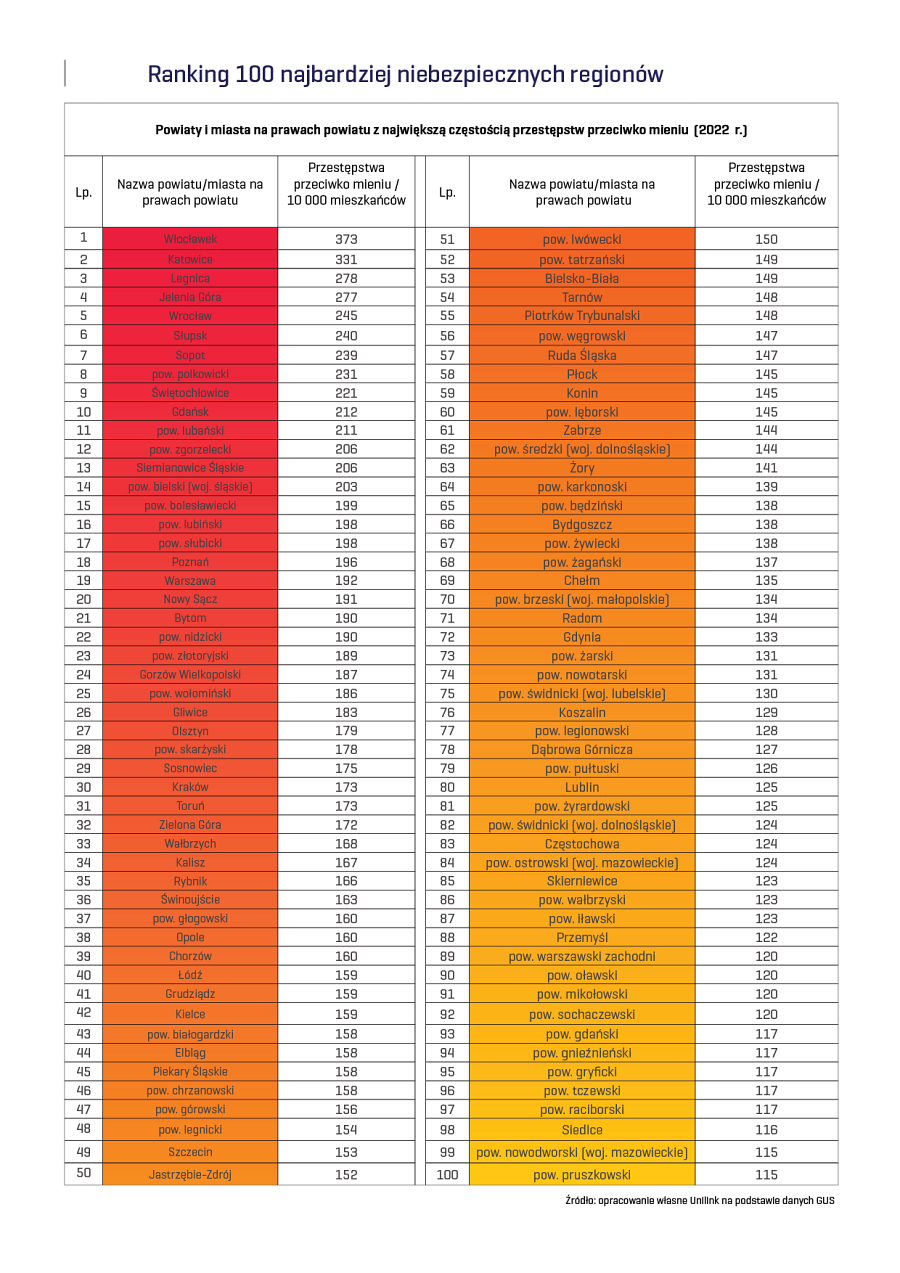 Ranking 100 najbardziej niebezpiecznych regionów
Powiaty i miasta na prawach powiatu z największą częstością przestępstw przeciwko mieniu (2022 r.)
Lp. Nazwa powiatu/miasta na prawach powiatu Przestępstwa przeciwko mieniu / 10 000 mieszkańców Lp. Nazwa powiatu/miasta na prawach powiatu Przestępstwa przeciwko mieniu / 10 000 mieszkańców
1 Włocławek 373 51 pow. lwówecki 150
2 Katowice 331 52 pow. tatrzański 149
3 Legnica 278 53 Bielsko-Biała 149
4 Jelenia Góra 277 54 Tarnów 148
5 Wrocław 245 55 Piotrków Trybunalski 148
6 Słupsk 240 56 pow. węgrowski 147
7 Sopot 239 57 Ruda Śląska 147
8 pow. polkowicki 231 58 Płock 145
9 Świętochłowice 221 59 Konin 145
10 Gdańsk 212 60 pow. lęborski 145
11 pow. lubański 211 61 Zabrze 144
12 pow. zgorzelecki 206 62 pow. średzki (woj. dolnośląskie) 144
13 Siemianowice Śląskie 206 63 Żory 141
14 pow. bielski (woj. śląskie) 203 64 pow. karkonoski 139
15 pow. bolesławiecki 199 65 pow. będziński 138
16 pow. lubiński 198 66 Bydgoszcz 138
17 pow. słubicki 198 67 pow. żywiecki 138
18 Poznań 196 68 pow. żagański 137
19 Warszawa 192 69 Chełm 135
20 Nowy Sącz 191 70 pow. brzeski (woj. małopolskie) 134
21 Bytom 190 71 Radom 134
22 pow. nidzicki 190 72 Gdynia 133
23 pow. złotoryjski 189 73 pow. żarski 131
24 Gorzów Wielkopolski 187 74 pow. nowotarski 131
25 pow. wołomiński 186 75 pow. świdnicki (woj. lubelskie) 130
26 Gliwice 183 76 Koszalin 129
27 Olsztyn 179 77 pow. legionowski 128
28 pow. skarżyski 178 78 Dąbrowa Górnicza 127
29 Sosnowiec 175 79 pow. pułtuski 126
30 Kraków 173 80 Lublin 125
31 Toruń 173 81 pow. żyrardowski 125
32 Zielona Góra 172 82 pow. świdnicki (woj. dolnośląskie) 124
33 Wałbrzych 168 83 Częstochowa 124
34 Kalisz 167 84 pow. ostrowski (woj. mazowieckie) 124
35 Rybnik 166 85 Skierniewice 123
36 Świnoujście 163 86 pow. wałbrzyski 123
37 pow. głogowski 160 87 pow. iławski 123
38 Opole 160 88 Przemyśl 122
39 Chorzów 160 89 pow. warszawski zachodni 120
40 Łódź 159 90 pow. oławski 120
41 Grudziądz 159 91 pow. mikołowski 120
42 Kielce 159 92 pow. sochaczewski 120
43 pow. białogardzki 158 93 pow. gdański 117
44 Elbląg 158 94 pow. gnieźnieński 117
45 Piekary Śląskie 158 95 pow. gryficki 117
46 pow. chrzanowski 158 96 pow. tczewski 117
47 pow. górowski 156 97 pow. raciborski 117
48 pow. legnicki 154 98 Siedlce 116
49 Szczecin 153 99 pow. nowodworski (woj. mazowieckie) 115
50 Jastrzębie-Zdrój 152 100 pow. pruszkowski 115
Źródło: opracowanie własne Unilink na podstawie danych GUS